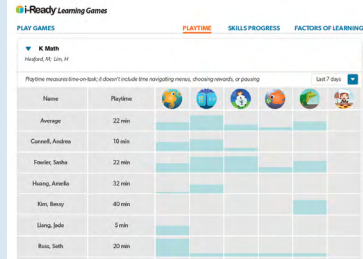 i-Ready Learning Games
PLAY GAMES PLAYTIME SKILLS PROGRESS FACTORS OF LEARNING
K Math
Hadford, M; Lim, H
Playtime measures time-on-task; it doesn't include time navigating menus, choosing rewards, or pausing Last 7 days
Name Playtime
Average 22 min
Connell, Andrea 10 min
Fowler, Sasha 22 min
Huang, Amelia 32 min
Kim, Bessy 40 min
Liang, Jade 5 min
Russ, Seth 20 min